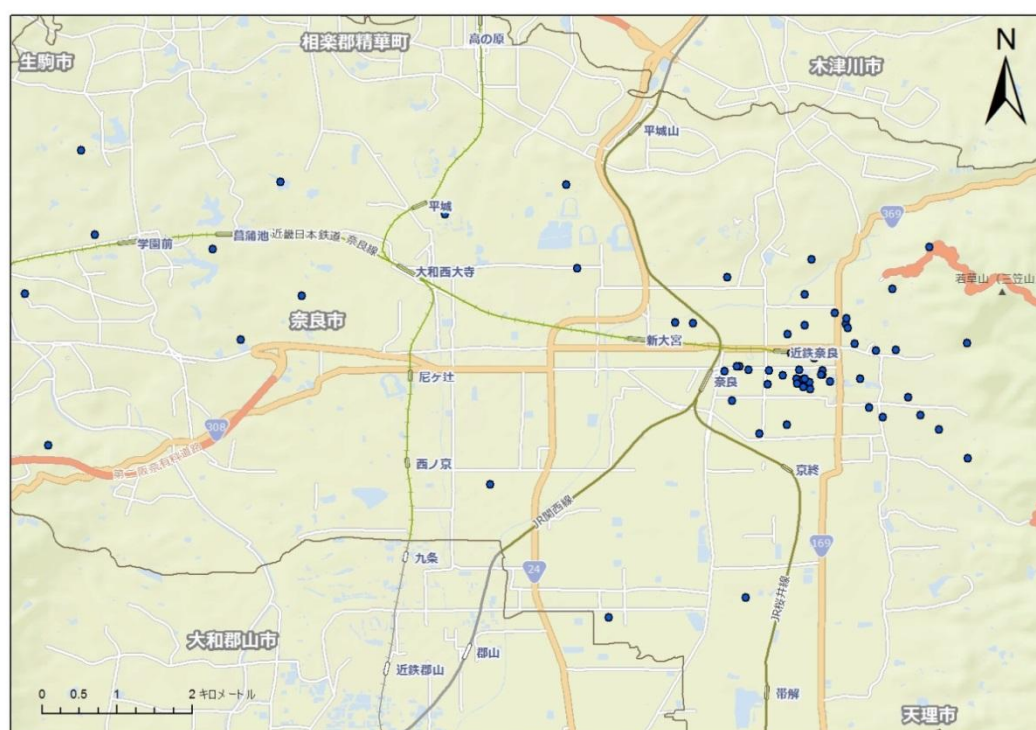 相楽郡精華町
高の原
生駒市
木津川市
N
平城山
平城
369
学園前
菖蒲池
近畿日本鉄道・奈良線
大和西大寺
若草山（三笠山
奈良市
新大宮
近鉄奈良
尼ヶ辻
奈良
308
第二阪奈有料道路
西ノ京
京終
JR関西線
九条
24
169
JR桜井線
大和郡山市
郡山
近鉄郡山
帯解
0 0.5 1 2 キロメートル
天理市